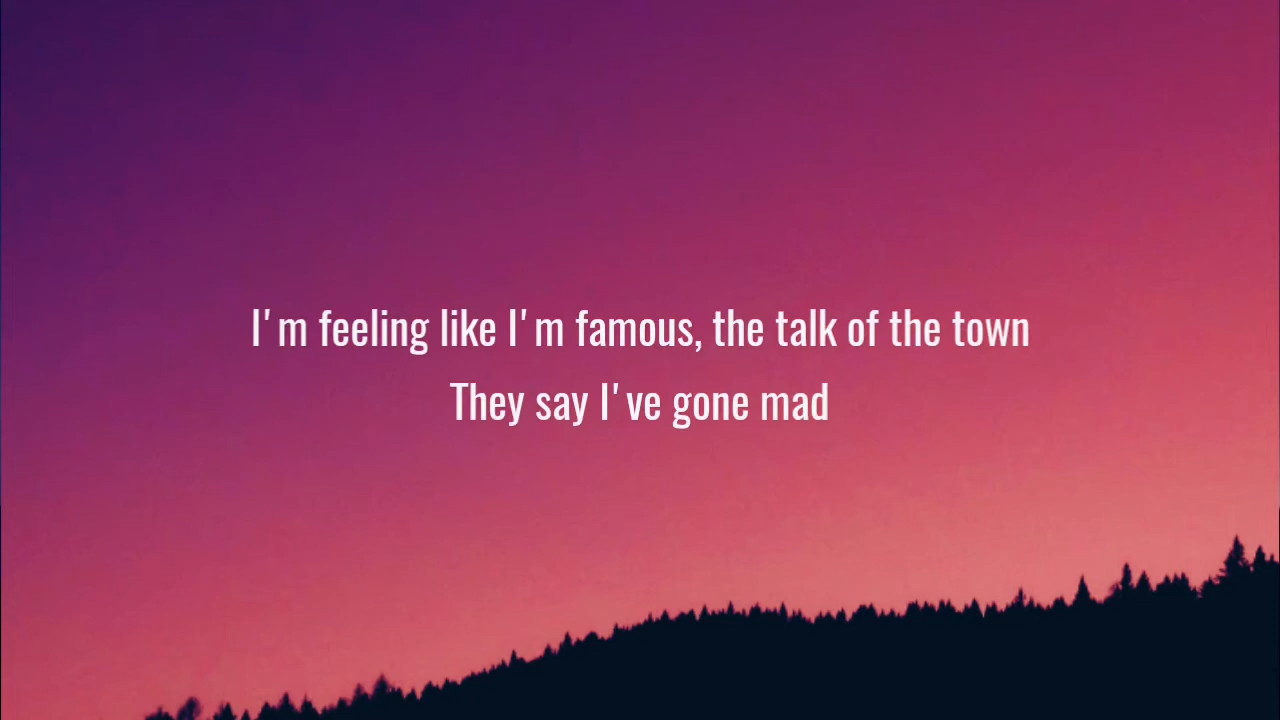 I'm feeling like I'm famous, the talk of the town
They say I've gone mad